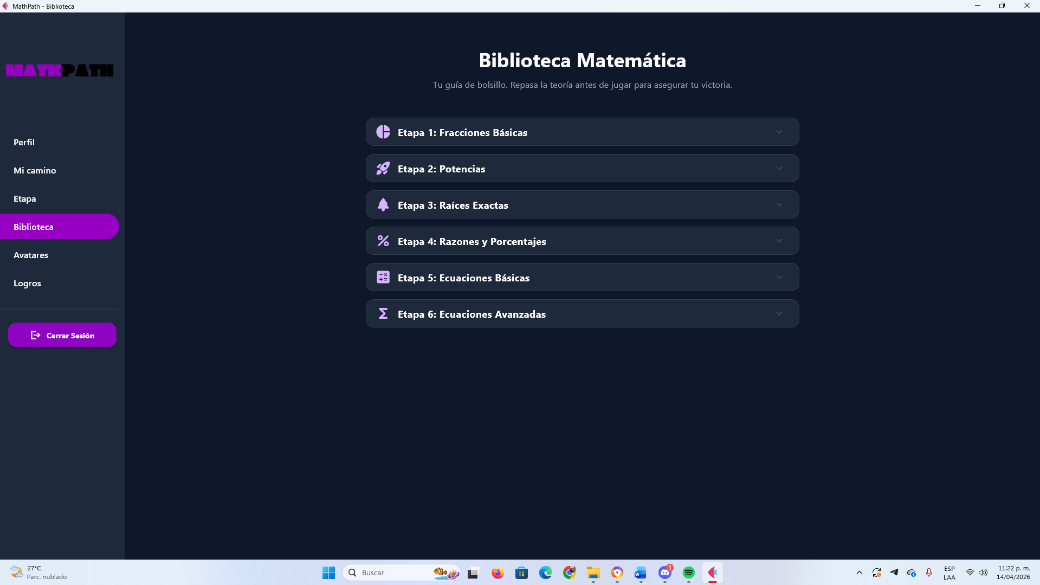 MathPath - Biblioteca
MATHPATH
Perfil
Mi camino
Etapa
Biblioteca
Avatares
Logros
Cerrar Sesión
Biblioteca Matemática
Tu guía de bolsillo. Repasa la teoría antes de jugar para asegurar tu victoria.
Etapa 1: Fracciones Básicas
Etapa 2: Potencias
Etapa 3: Raíces Exactas
Etapa 4: Razones y Porcentajes
Etapa 5: Ecuaciones Básicas
Etapa 6: Ecuaciones Avanzadas
27°C
Parc. nublado
Buscar
ESP
LAA
11:22 p. m.
14/04/2026